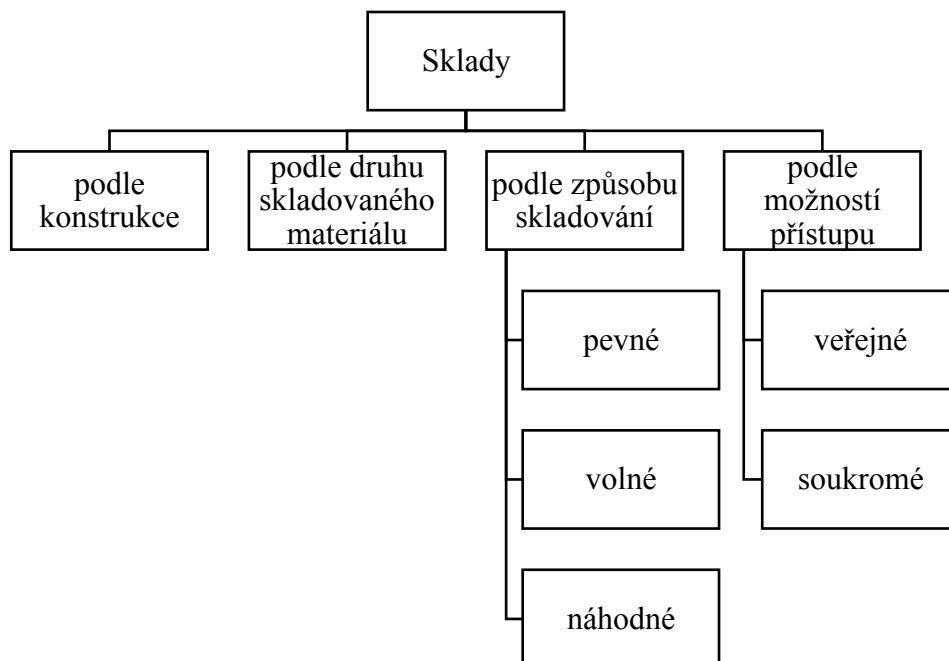 Sklady
podle
konstrukce
podle druhu
skladovaného
materiálu
podle způsobu
skladování
podle
možností
přístupu
pevné
volné
náhodné
veřejné
soukromé